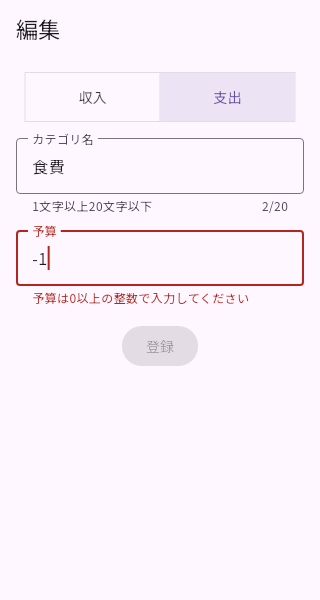 編集
収入
支出
カテゴリ名
食費
1文字以上20文字以下
2/20
予算
-1
予算は0以上の整数で入力してください
登録